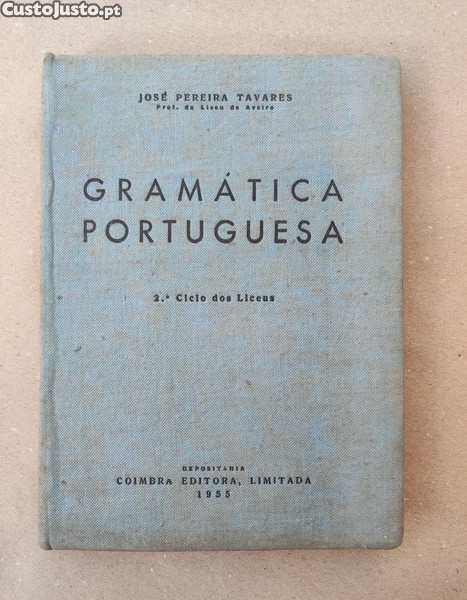 CustoJusto.pt
JOSÉ PEREIRA TAVARES
Prof. do Liceu de Aveiro
GRAMÁTICA
PORTUGUESA
2.º Ciclo dos Liceus
DEPOSITÁRIA
COIMBRA EDITORA, LIMITADA
1955